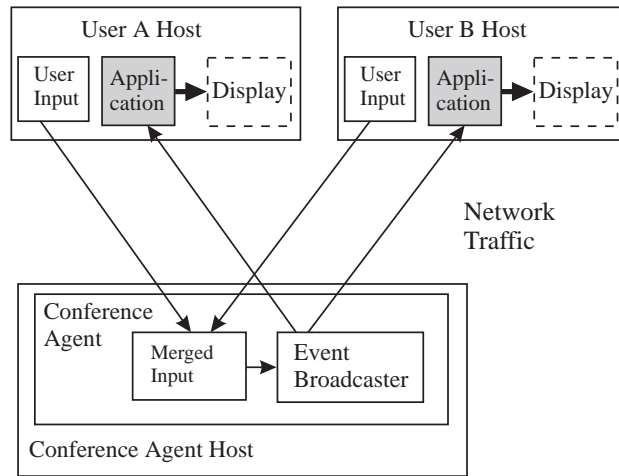 User A Host
User
Input
Appli-
cation
Display
User B Host
User
Input
Appli-
cation
Display
Network
Traffic
Conference
Agent
Merged
Input
Event
Broadcaster
Conference Agent Host